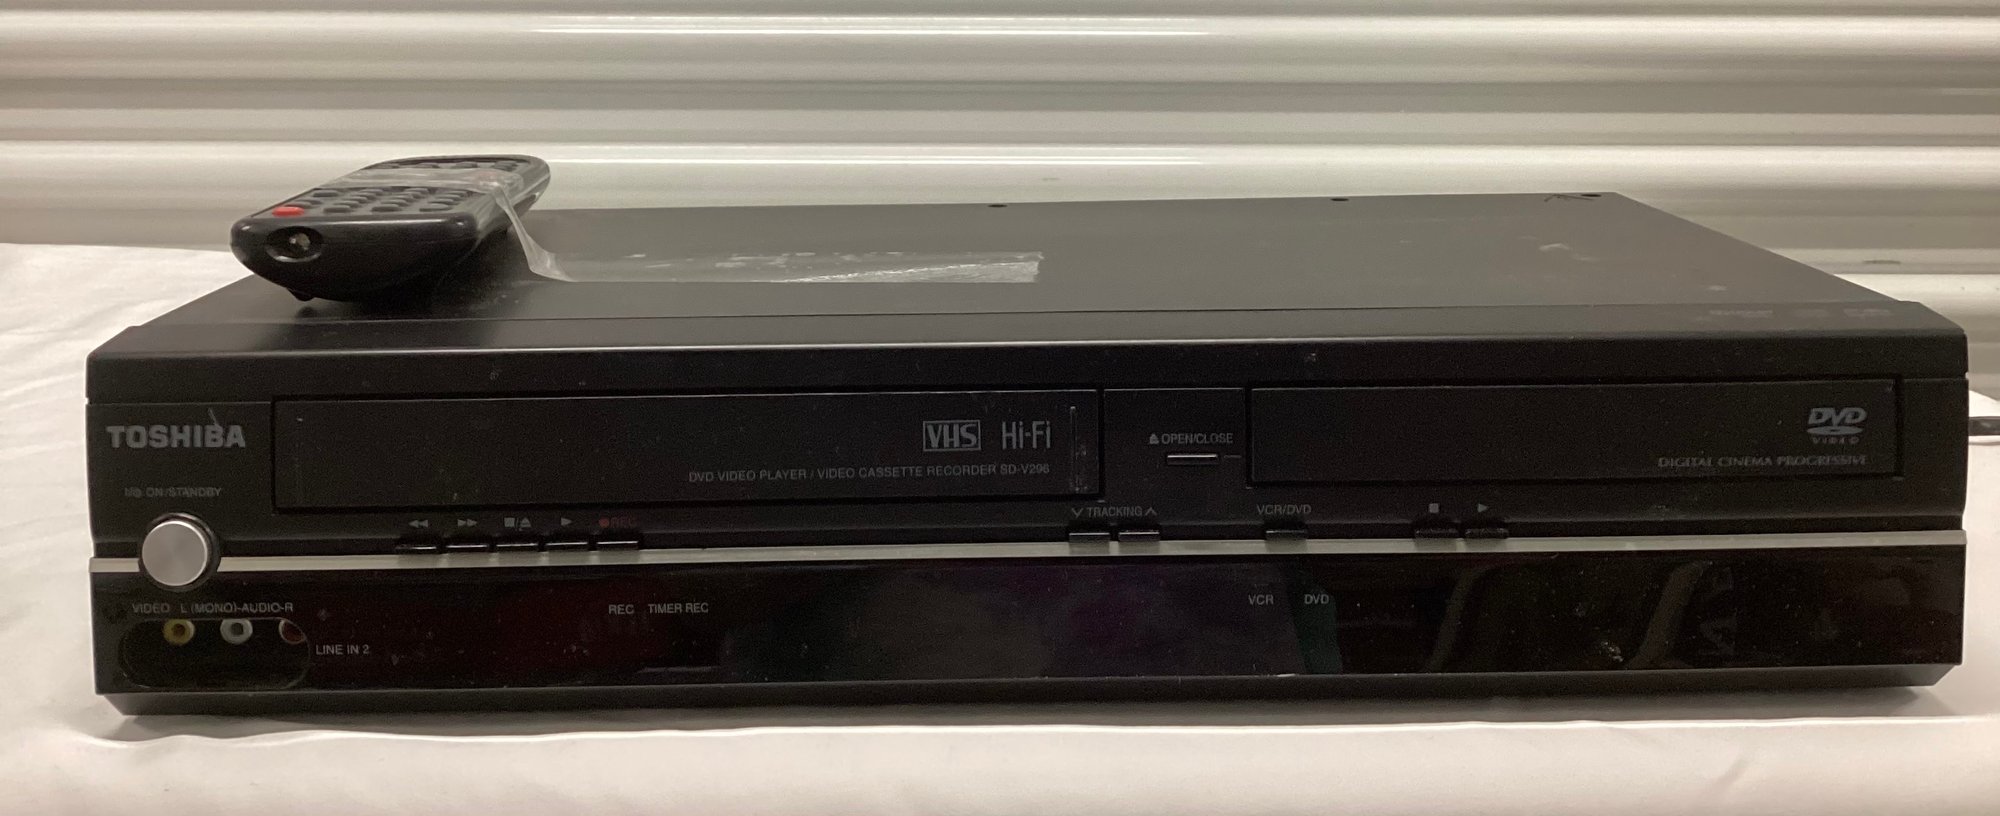 TOSHIBA
VHS Hi-Fi
DVD VIDEO PLAYER / VIDEO CASSETTE RECORDER SD-V296
OPEN/CLOSE
DVD
VIDEO
DIGITAL CINEMA PROGRESSIVE
ON/STANDBY
REC
TRACKING
VCR/DVD
VIDEO L (MONO)-AUDIO-R
LINE IN 2
REC TIMER REC
VCR DVD